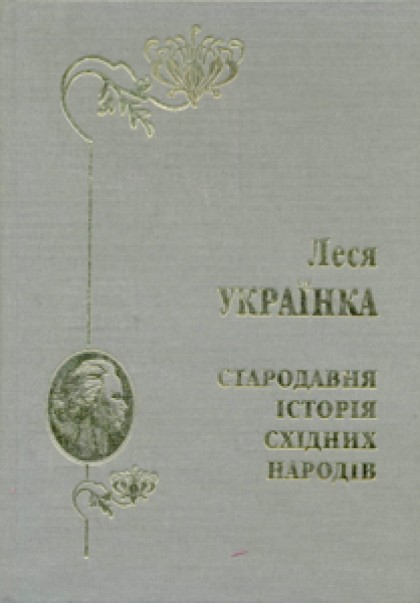 Леся
УКРАЇНКА
СТАРОДАВНЯ
ІСТОРІЯ
СХІДНИХ
НАРОДІВ